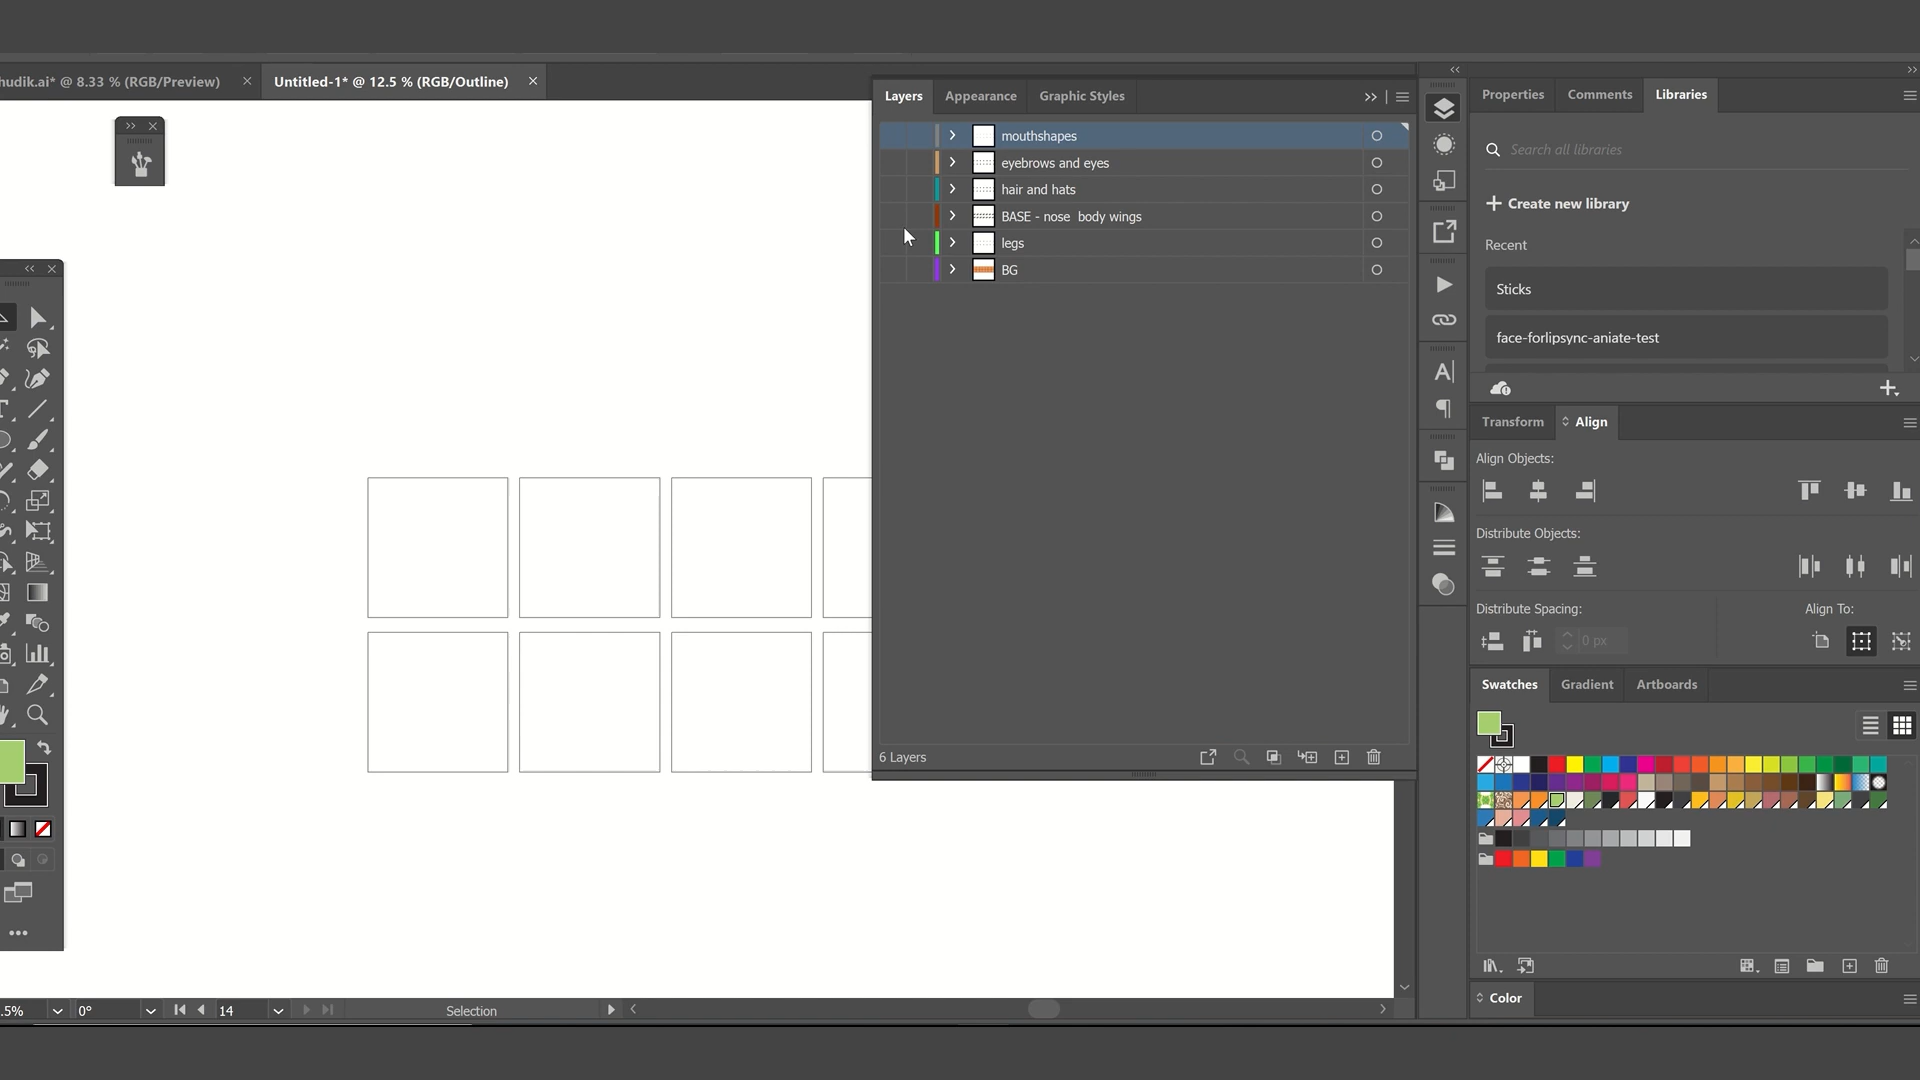 hudik.ai* @ 8.33 % (RGB/Preview)
Untitled-1* @ 12.5 % (RGB/Outline)
Layers
Appearance
Graphic Styles
mouthshapes
eyebrows and eyes
hair and hats
BASE - nose body wings
legs
BG
6 Layers
Properties
Comments
Libraries
Search all libraries
Create new library
Recent
Sticks
face-forlipsync-aniate-test
Transform
Align
Align Objects:
Distribute Objects:
Distribute Spacing:
Align To:
0 px
Swatches
Gradient
Artboards
Color
.5%
0°
14
Selection